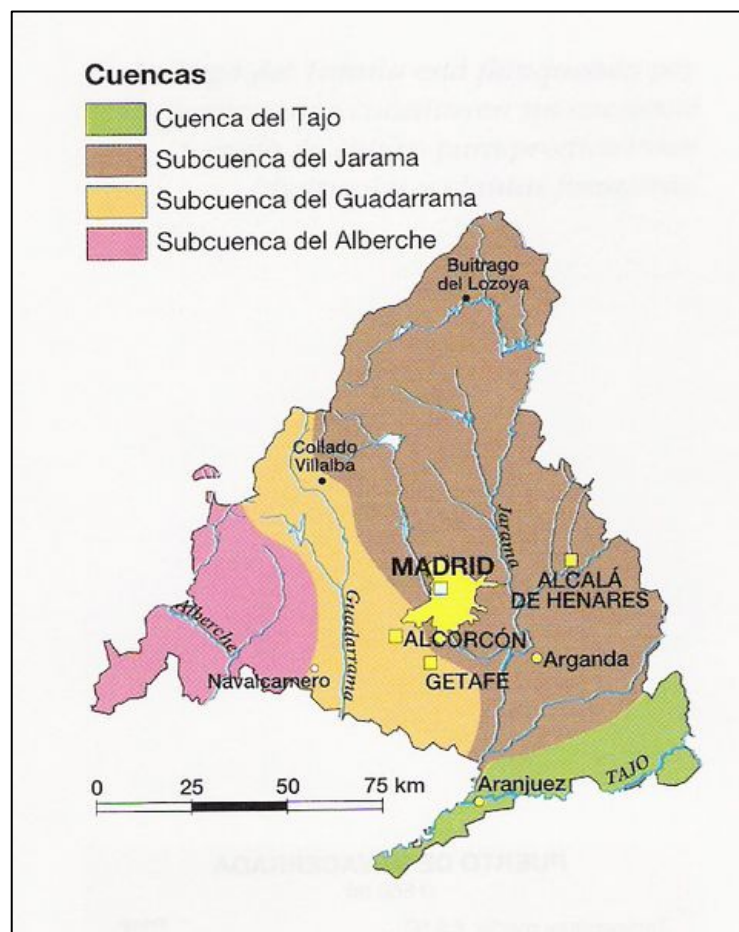 Cuencas
Cuenca del Tajo
Subcuenca del Jarama
Subcuenca del Guadarrama
Subcuenca del Alberche
Buitrago
del Lozoya
Collado
Villalba
Jarama
MADRID
ALCALÁ
DE HENARES
Alberche
Guadarrama
ALCORCÓN
Arganda
Navalcarnero
GETAFE
0 25 50 75 km
Aranjuez
TAJO